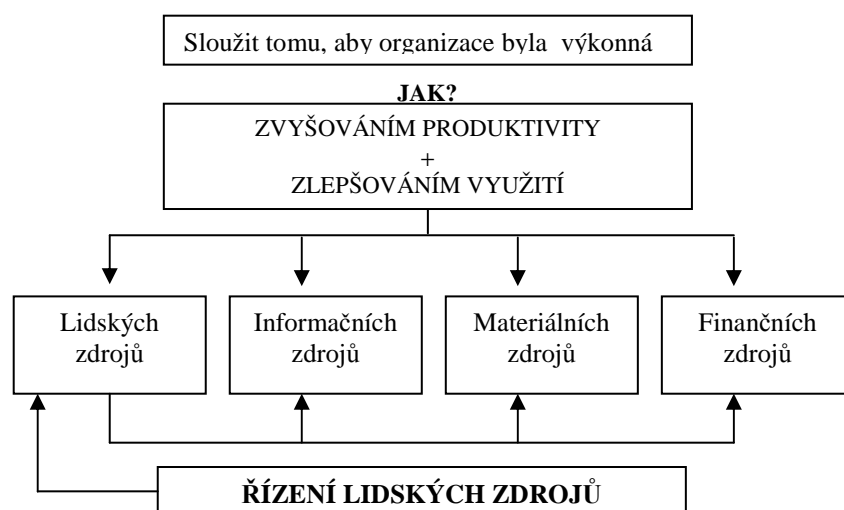 Sloužit tomu, aby organizace byla výkonná
JAK?
ZVYŠOVÁNÍM PRODUKTIVITY
+
ZLEPŠOVÁNÍM VYUŽITÍ
Lidských
zdrojů
Informačních
zdrojů
Materiálních
zdrojů
Finančních
zdrojů
ŘÍZENÍ LIDSKÝCH ZDROJŮ